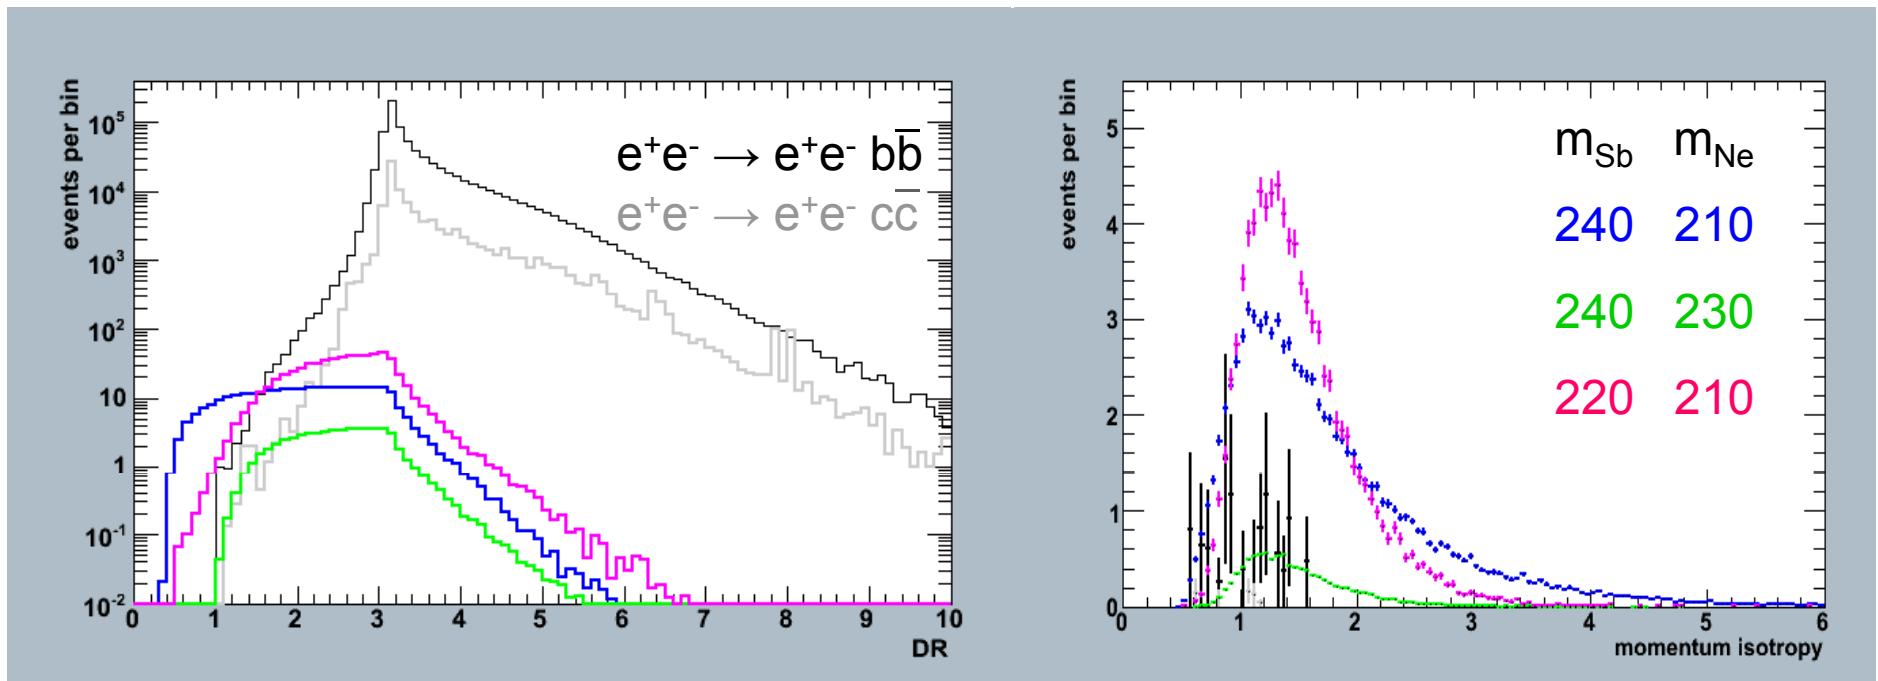 events per bin
10⁵
10⁴
10³
10²
10
1
10⁻¹
10⁻²
0 1 2 3 4 5 6 7 8 9 10
DR
e⁺e⁻ → e⁺e⁻ bb̅
e⁺e⁻ → e⁺e⁻ cc̅
events per bin
5
4
3
2
1
0
0 1 2 3 4 5 6
momentum isotropy
m_Sb m_Ne
240 210
240 230
220 210